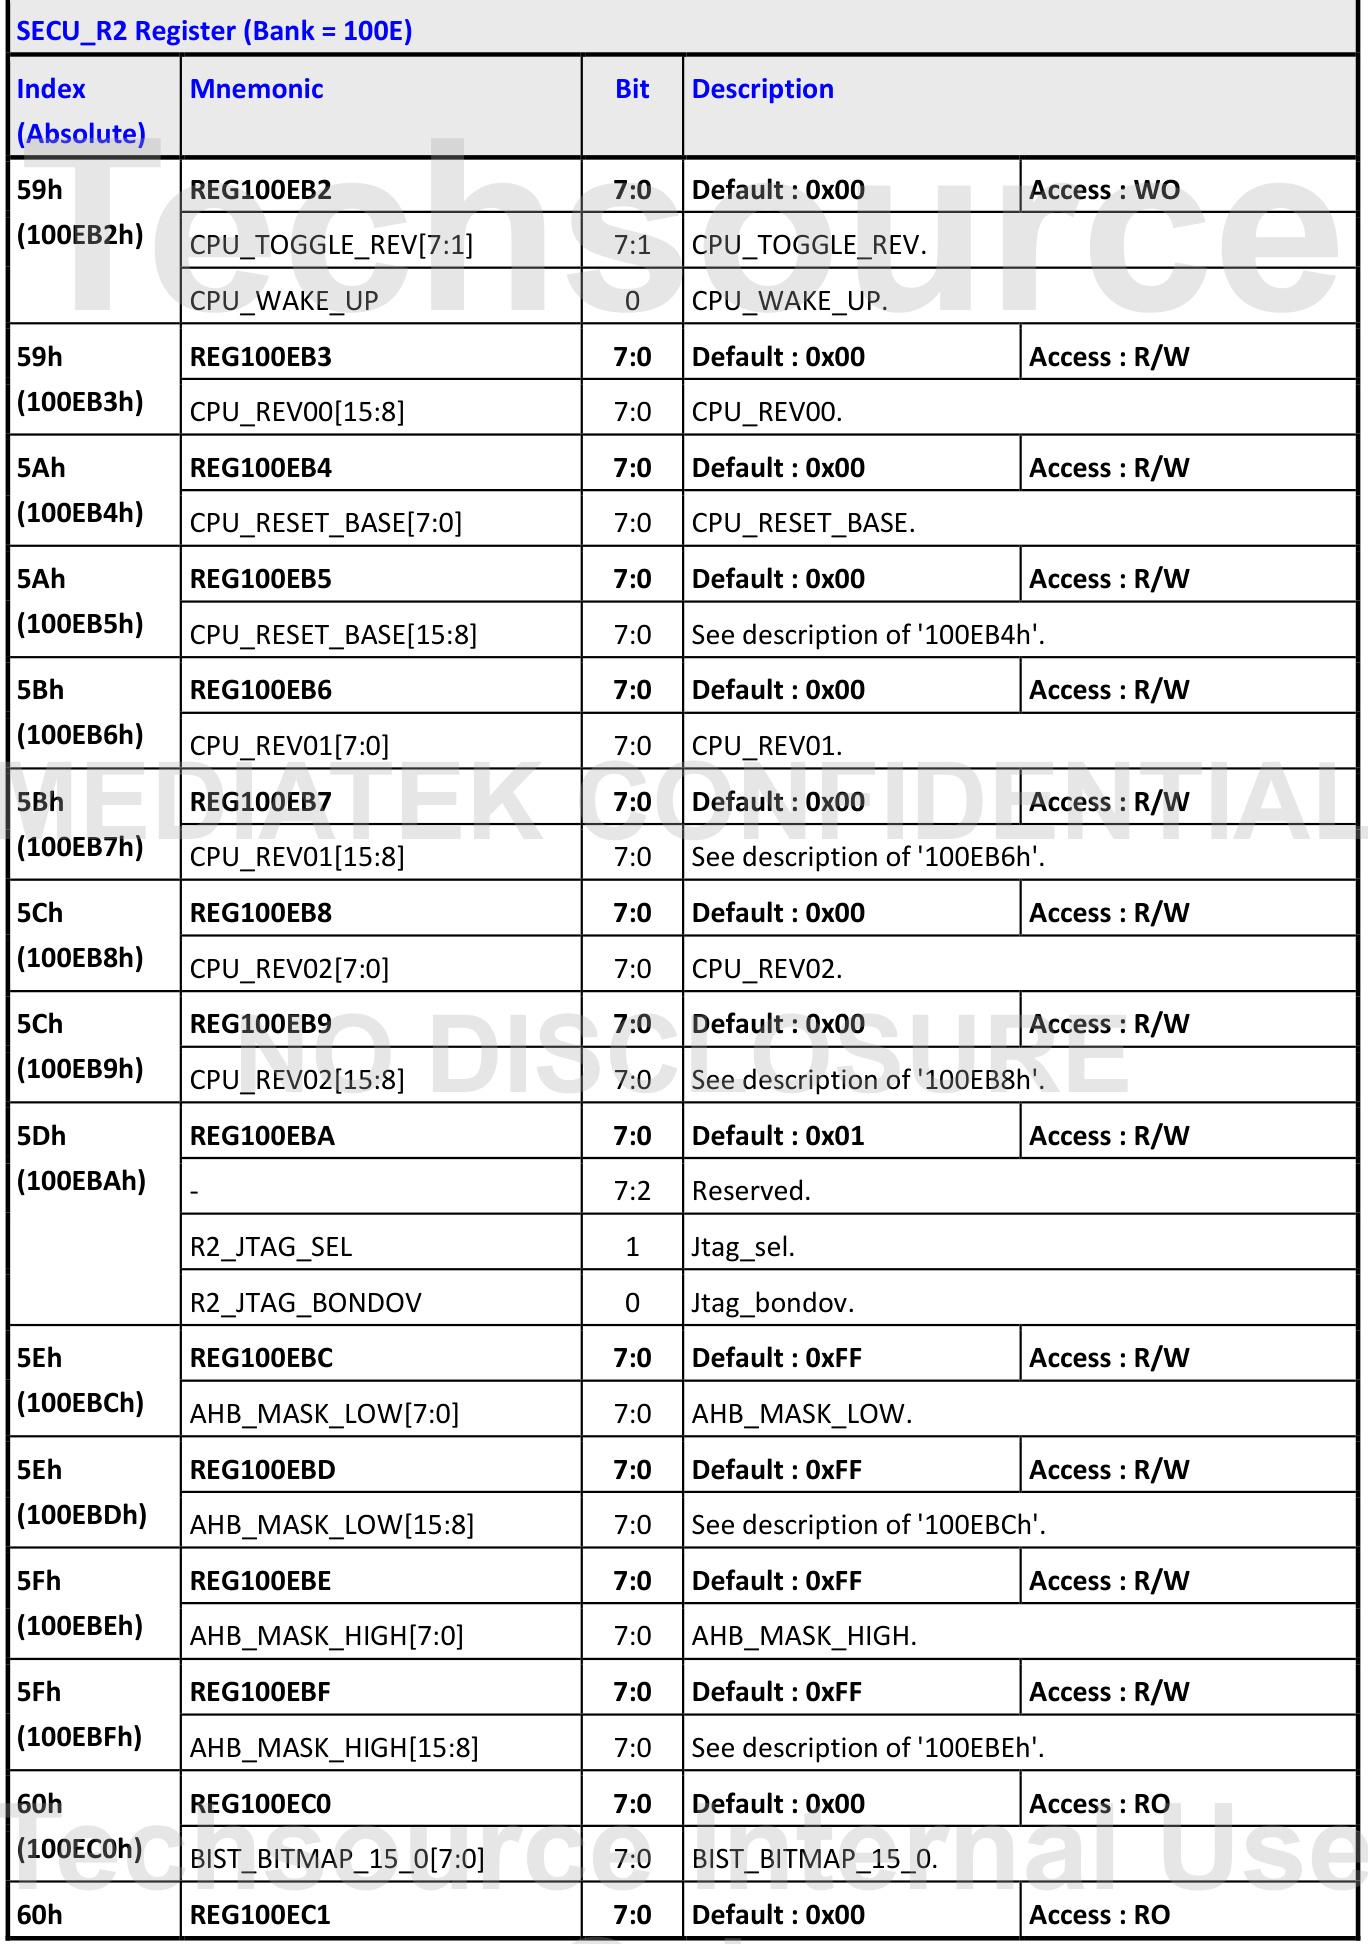 SECU_R2 Register (Bank = 100E)
Index (Absolute) Mnemonic Bit Description
59h (100EB2h) REG100EB2 7:0 Default : 0x00 Access : WO
CPU_TOGGLE_REV[7:1] 7:1 CPU_TOGGLE_REV.
CPU_WAKE_UP 0 CPU_WAKE_UP.
59h (100EB3h) REG100EB3 7:0 Default : 0x00 Access : R/W
CPU_REV00[15:8] 7:0 CPU_REV00.
5Ah (100EB4h) REG100EB4 7:0 Default : 0x00 Access : R/W
CPU_RESET_BASE[7:0] 7:0 CPU_RESET_BASE.
5Ah (100EB5h) REG100EB5 7:0 Default : 0x00 Access : R/W
CPU_RESET_BASE[15:8] 7:0 See description of '100EB4h'.
5Bh (100EB6h) REG100EB6 7:0 Default : 0x00 Access : R/W
CPU_REV01[7:0] 7:0 CPU_REV01.
5Bh (100EB7h) REG100EB7 7:0 Default : 0x00 Access : R/W
CPU_REV01[15:8] 7:0 See description of '100EB6h'.
5Ch (100EB8h) REG100EB8 7:0 Default : 0x00 Access : R/W
CPU_REV02[7:0] 7:0 CPU_REV02.
5Ch (100EB9h) REG100EB9 7:0 Default : 0x00 Access : R/W
CPU_REV02[15:8] 7:0 See description of '100EB8h'.
5Dh (100EBAh) REG100EBA 7:0 Default : 0x01 Access : R/W
- 7:2 Reserved.
R2_JTAG_SEL 1 Jtag_sel.
R2_JTAG_BONDOV 0 Jtag_bondov.
5Eh (100EBCh) REG100EBC 7:0 Default : 0xFF Access : R/W
AHB_MASK_LOW[7:0] 7:0 AHB_MASK_LOW.
5Eh (100EBDh) REG100EBD 7:0 Default : 0xFF Access : R/W
AHB_MASK_LOW[15:8] 7:0 See description of '100EBCh'.
5Fh (100EBEh) REG100EBE 7:0 Default : 0xFF Access : R/W
AHB_MASK_HIGH[7:0] 7:0 AHB_MASK_HIGH.
5Fh (100EBFh) REG100EBF 7:0 Default : 0xFF Access : R/W
AHB_MASK_HIGH[15:8] 7:0 See description of '100EBEh'.
60h (100EC0h) REG100EC0 7:0 Default : 0x00 Access : RO
BIST_BITMAP_15_0[7:0] 7:0 BIST_BITMAP_15_0.
60h REG100EC1 7:0 Default : 0x00 Access : RO
Techsource
MEDIATEK CONFIDENTIAL
NO DISCLOSURE
Techsource Internal Use